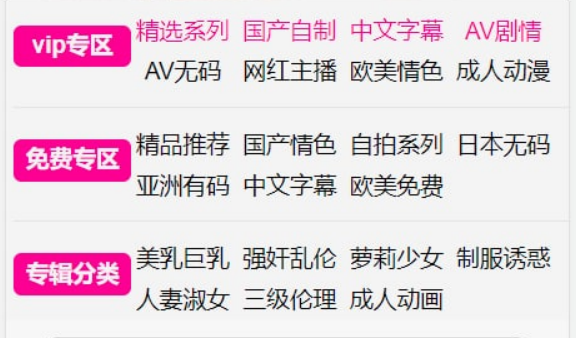 vip专区
精选系列 国产自制 中文字幕 AV剧情
AV无码 网红主播 欧美情色 成人动漫
免费专区
精品推荐 国产情色 自拍系列 日本无码
亚洲有码 中文字幕 欧美免费
专辑分类
美乳巨乳 强奸乱伦 萝莉少女 制服诱惑
人妻淑女 三级伦理 成人动画